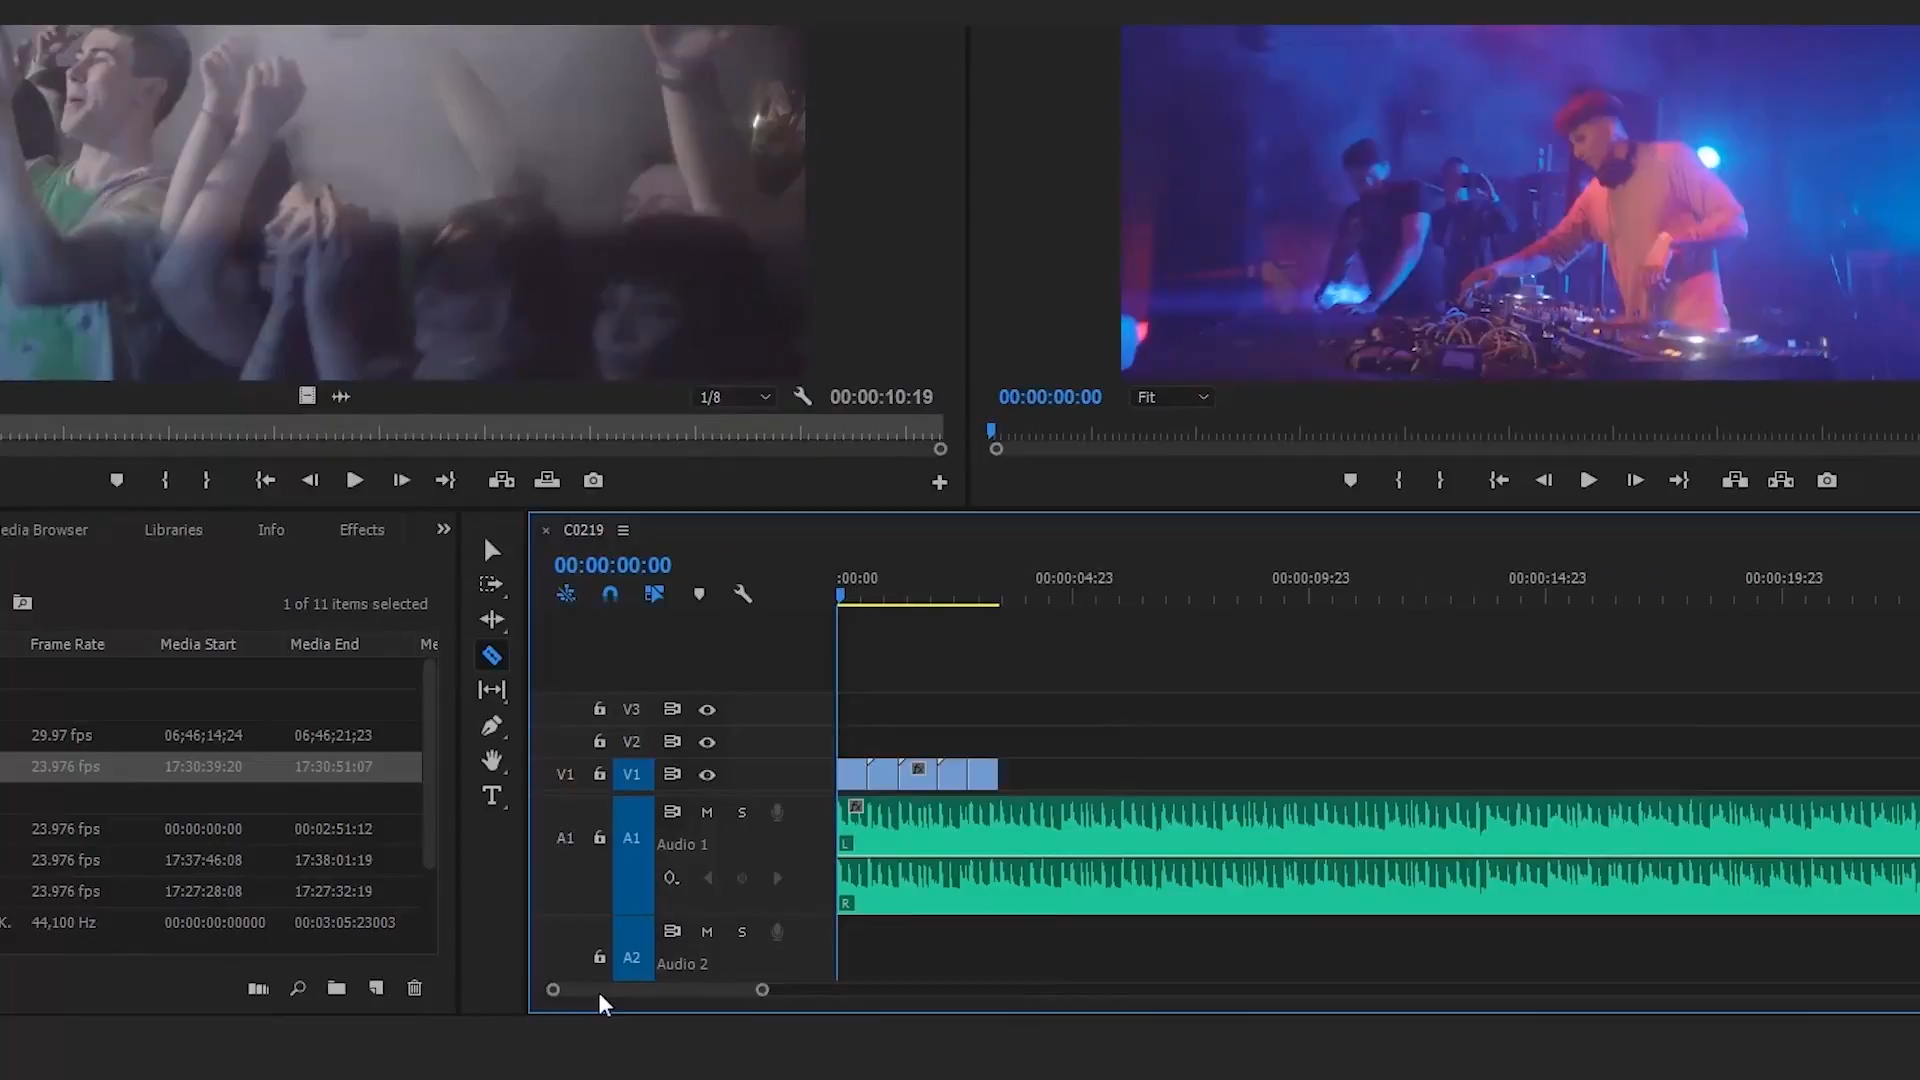 1/8
00:00:10:19
00:00:00:00
Fit
edia Browser
Libraries
Info
Effects
1 of 11 items selected
Frame Rate
Media Start
Media End
Me
29.97 fps
06;46;14;24
06;46;21;23
23.976 fps
17:30:39:20
17:30:51:07
23.976 fps
00:00:00:00
00:02:51:12
23.976 fps
17:37:46:08
17:38:01:19
23.976 fps
17:27:28:08
17:27:32:19
K.
44,100 Hz
00:00:00:00000
00:03:05:23003
T
× C0219
00:00:00:00
:00:00
00:00:04:23
00:00:09:23
00:00:14:23
00:00:19:23
V3
V2
V1
V1
fx
A1
A1
M
S
Audio 1
fx
L
R
A2
M
S
Audio 2